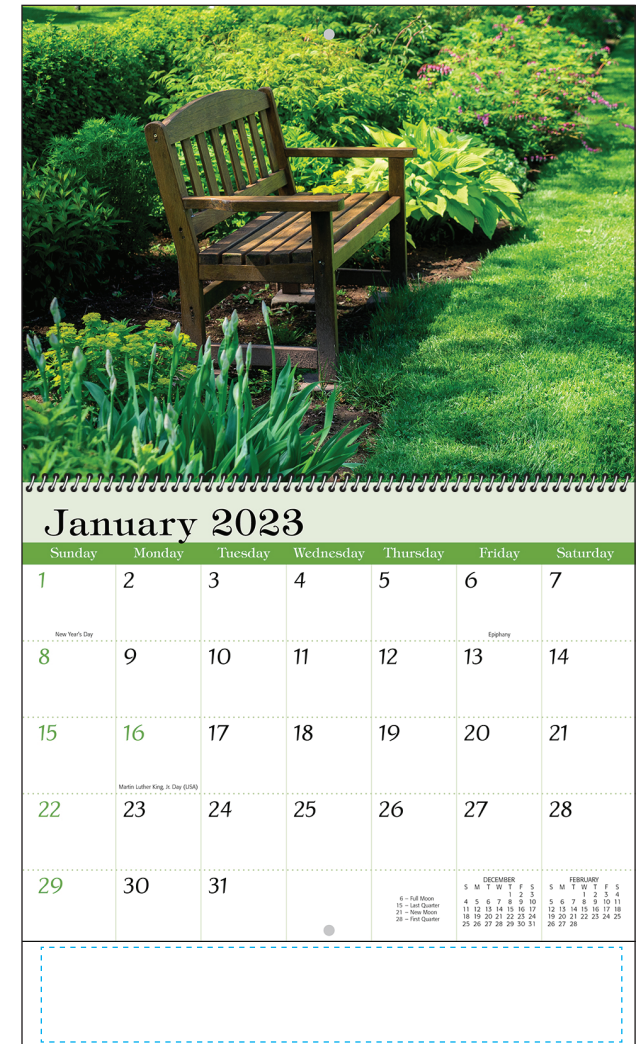 January 2023
Sunday Monday Tuesday Wednesday Thursday Friday Saturday
1 2 3 4 5 6 7
New Year's Day Epiphany
8 9 10 11 12 13 14
15 16 17 18 19 20 21
Martin Luther King, Jr. Day (USA)
22 23 24 25 26 27 28
29 30 31
6 – Full Moon
15 – Last Quarter
21 – New Moon
28 – First Quarter
DECEMBER
S M T W T F S
1 2 3
4 5 6 7 8 9 10
11 12 13 14 15 16 17
18 19 20 21 22 23 24
25 26 27 28 29 30 31
FEBRUARY
S M T W T F S
1 2 3 4
5 6 7 8 9 10 11
12 13 14 15 16 17 18
19 20 21 22 23 24 25
26 27 28